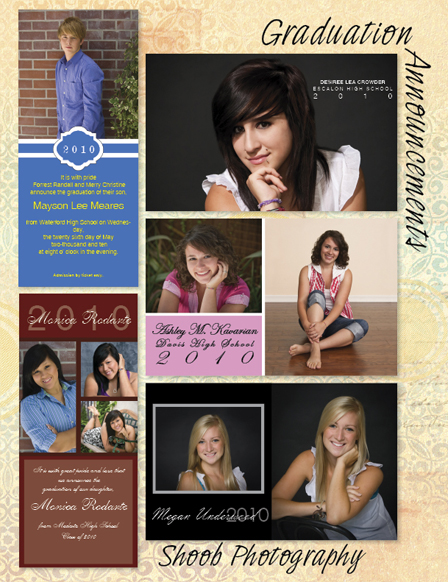 Graduation
Announcements
2010
It is with pride
Forrest Randall and Merry Christine
announce the graduation of their son,
Mayson Lee Meares
from Waterford High School on Wednes-
day,
the twenty sixth day of May
two-thousand and ten
at eight o' clock in the evening.
DESIREE LEA CROWDER
ESCALON HIGH SCHOOL
2 0 1 0
Ashley M. Kavarian
Davis High School
2 0 1 0
2010
Monica Rodarte
It is with great pride and love that
we announce the
graduation of our daughter,
Monica Rodarte
from Modesto High School
Class of 2010
Megan Underwood
2010
Shoob Photography